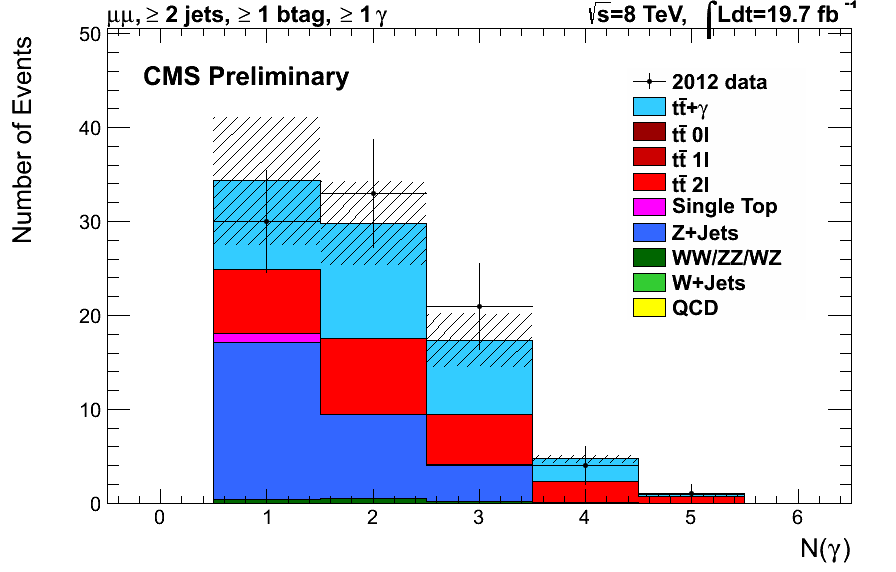 μμ, ≥ 2 jets, ≥ 1 btag, ≥ 1 γ
√s=8 TeV, ∫Ldt=19.7 fb⁻¹
CMS Preliminary
2012 data
tt̄+γ
tt̄ 0l
tt̄ 1l
tt̄ 2l
Single Top
Z+Jets
WW/ZZ/WZ
W+Jets
QCD
Number of Events
50
40
30
20
10
0
0 1 2 3 4 5 6
N(γ)